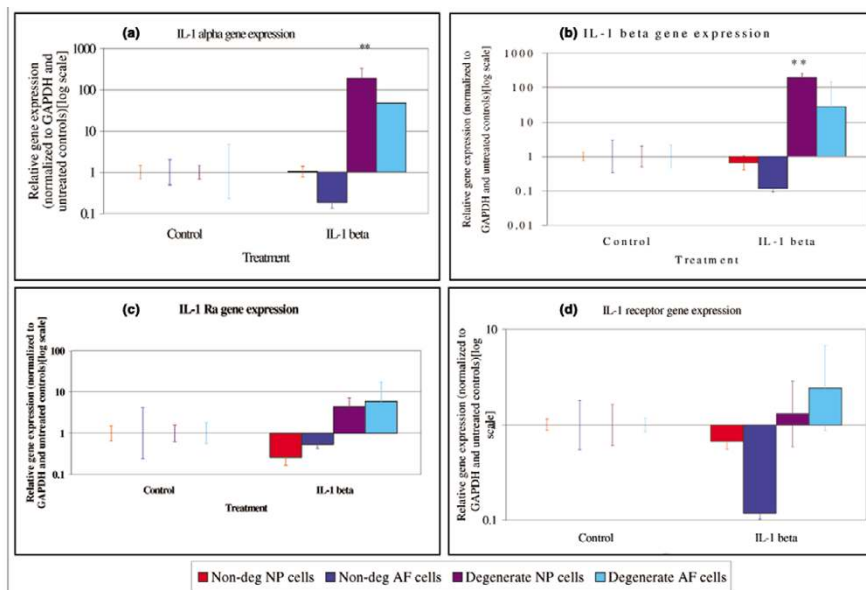 (a) IL-1 alpha gene expression
Relative gene expression
(normalized to GAPDH and
untreated controls)[log scale]
1000
100
10
1
0.1
**
Control
IL-1 beta
Treatment
(b) IL-1 beta gene expression
Relative gene expression (normalized to
GAPDH and untreated controls)[log scale]
1000
100
10
1
0.1
0.01
**
Control
IL-1 beta
Treatment
(c) IL-1 Ra gene expression
Relative gene expression (normalized to
GAPDH and untreated controls)[log scale]
100
10
1
0.1
Control
IL-1 beta
Treatment
(d) IL-1 receptor gene expression
Relative gene expression (normalized to
GAPDH and untreated controls)[log
scale]
10
1
0.1
Control
IL-1 beta
Non-deg NP cells
Non-deg AF cells
Degenerate NP cells
Degenerate AF cells